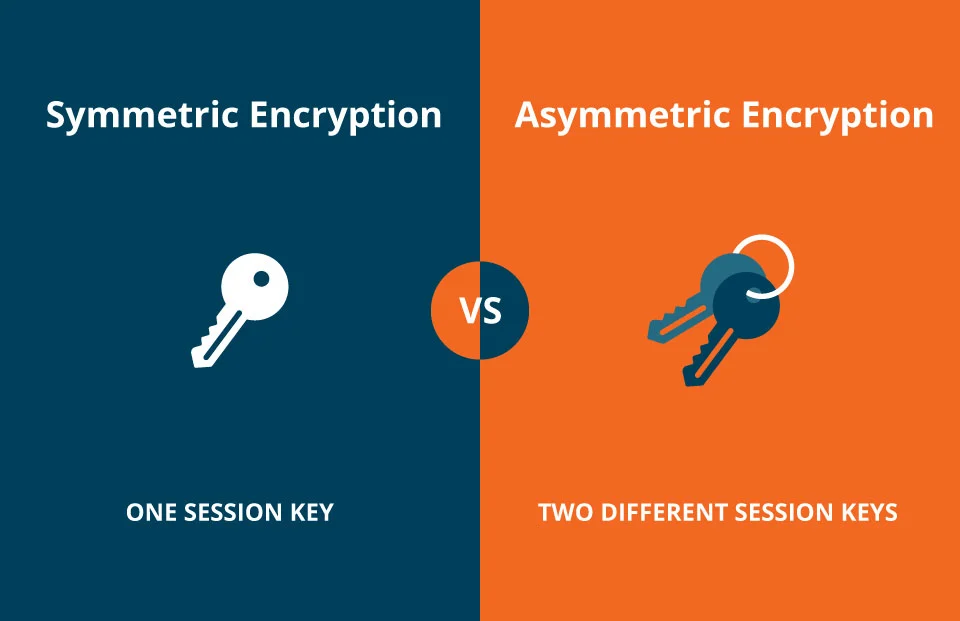 Symmetric Encryption
Asymmetric Encryption
VS
ONE SESSION KEY
TWO DIFFERENT SESSION KEYS